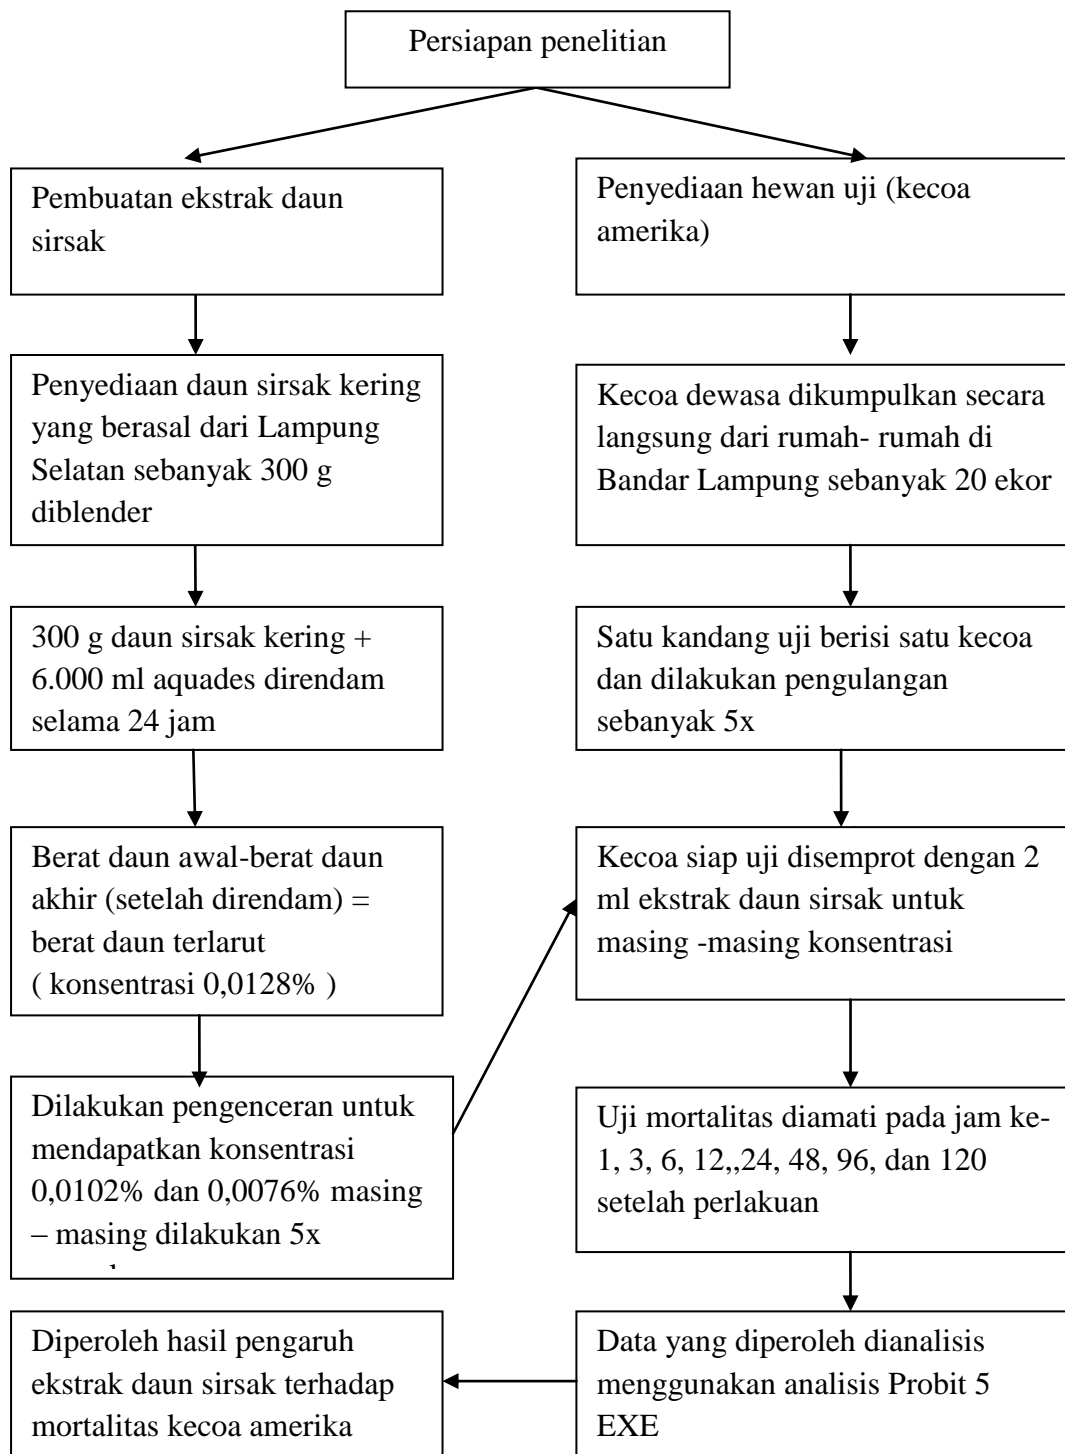 Persiapan penelitian
Pembuatan ekstrak daun
sirsak
Penyediaan daun sirsak kering
yang berasal dari Lampung
Selatan sebanyak 300 g
diblender
300 g daun sirsak kering +
6.000 ml aquades direndam
selama 24 jam
Berat daun awal-berat daun
akhir (setelah direndam) =
berat daun terlarut
( konsentrasi 0,0128% )
Dilakukan pengenceran untuk
mendapatkan konsentrasi
0,0102% dan 0,0076% masing
– masing dilakukan 5x
Penyediaan hewan uji (kecoa
amerika)
Kecoa dewasa dikumpulkan secara
langsung dari rumah- rumah di
Bandar Lampung sebanyak 20 ekor
Satu kandang uji berisi satu kecoa
dan dilakukan pengulangan
sebanyak 5x
Kecoa siap uji disemprot dengan 2
ml ekstrak daun sirsak untuk
masing -masing konsentrasi
Uji mortalitas diamati pada jam ke-
1, 3, 6, 12,,24, 48, 96, dan 120
setelah perlakuan
Data yang diperoleh dianalisis
menggunakan analisis Probit 5
EXE
Diperoleh hasil pengaruh
ekstrak daun sirsak terhadap
mortalitas kecoa amerika